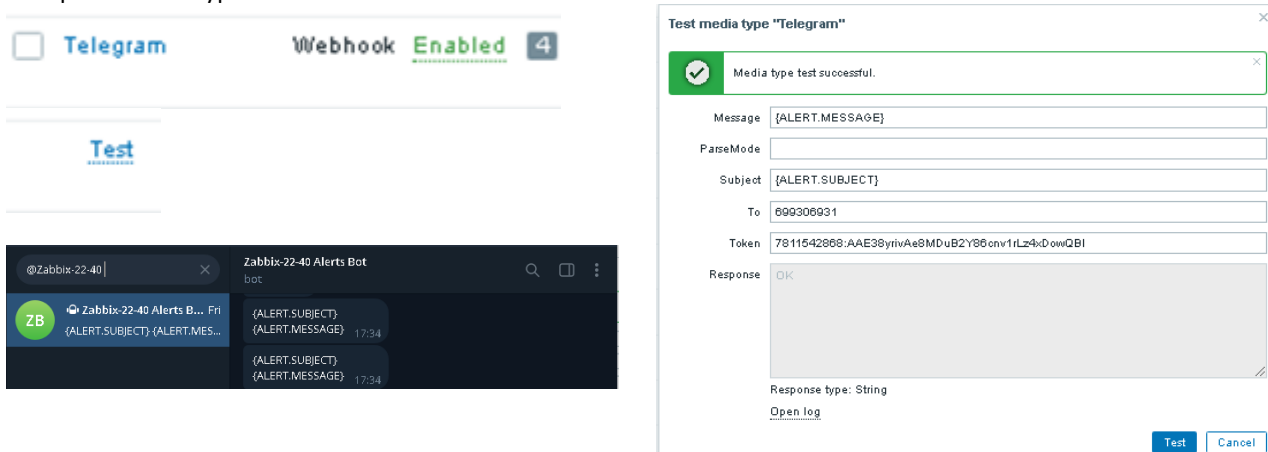 Telegram Webhook Enabled 4
Test
@Zabbix-22-40
Zabbix-22-40 Alerts Bot
bot
ZB
Zabbix-22-40 Alerts B... Fri
{ALERT.SUBJECT} {ALERT.MES...
{ALERT.SUBJECT}
{ALERT.MESSAGE} 17:34
{ALERT.SUBJECT}
{ALERT.MESSAGE} 17:34
Test media type "Telegram"
Media type test successful.
Message {ALERT.MESSAGE}
ParseMode
Subject {ALERT.SUBJECT}
To 699306931
Token 7811542868:AAE38yrivAe8MDuB2Y86cnv1rLz4xDowQBI
Response OK
Response type: String
Open log
Test Cancel